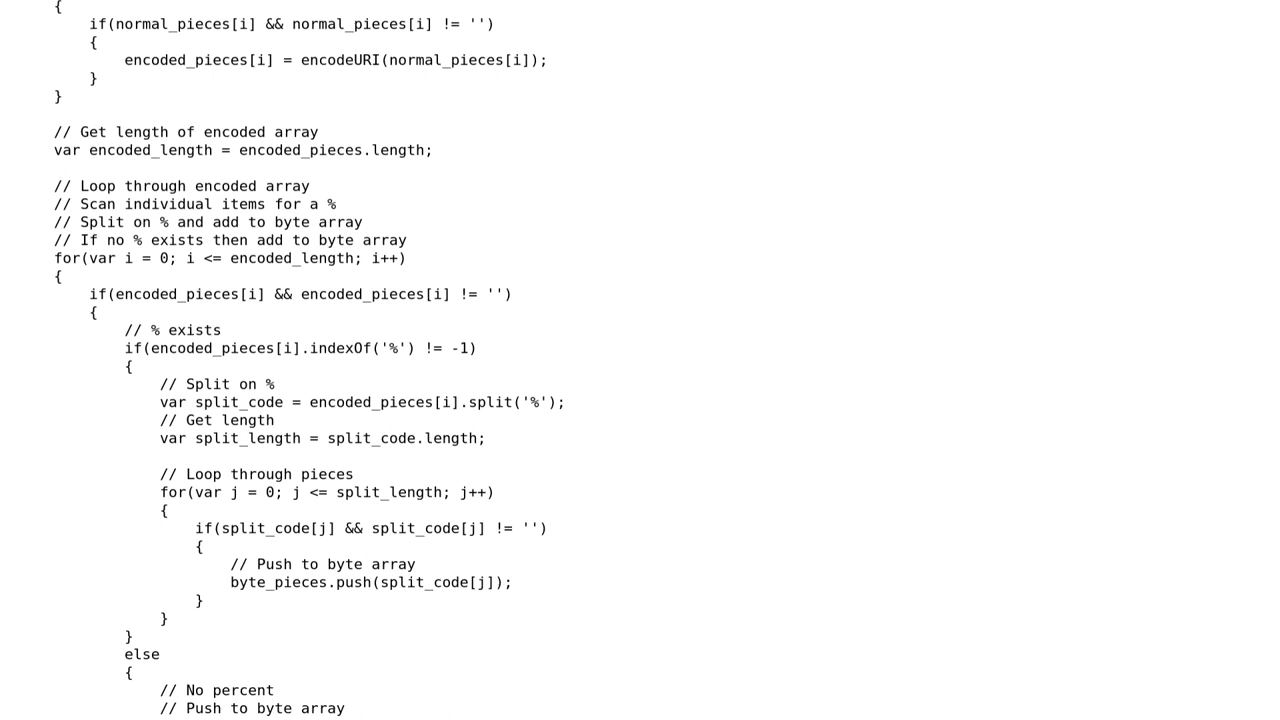 {
if(normal_pieces[i] && normal_pieces[i] != '')
{
encoded_pieces[i] = encodeURI(normal_pieces[i]);
}
}
// Get length of encoded array
var encoded_length = encoded_pieces.length;
// Loop through encoded array
// Scan individual items for a %
// Split on % and add to byte array
// If no % exists then add to byte array
for(var i = 0; i <= encoded_length; i++)
{
if(encoded_pieces[i] && encoded_pieces[i] != '')
{
// % exists
if(encoded_pieces[i].indexOf('%') != -1)
{
// Split on %
var split_code = encoded_pieces[i].split('%');
// Get length
var split_length = split_code.length;
// Loop through pieces
for(var j = 0; j <= split_length; j++)
{
if(split_code[j] && split_code[j] != '')
{
// Push to byte array
byte_pieces.push(split_code[j]);
}
}
}
else
{
// No percent
// Push to byte array